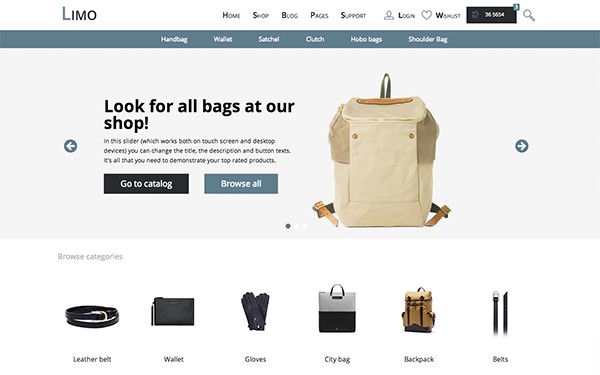 LIMO
HOME SHOP BLOG PAGES SUPPORT LOGIN WISHLIST 36 5654 3
Handbag Wallet Satchel Clutch Hobo bags Shoulder Bag
Look for all bags at our
shop!
In this slider (which works both on touch screen and desktop
devices) you can change the title, the description and button texts.
It's all that you need to demonstrate your top rated products.
Go to catalog Browse all
Browse categories
Leather belt Wallet Gloves City bag Backpack Belts